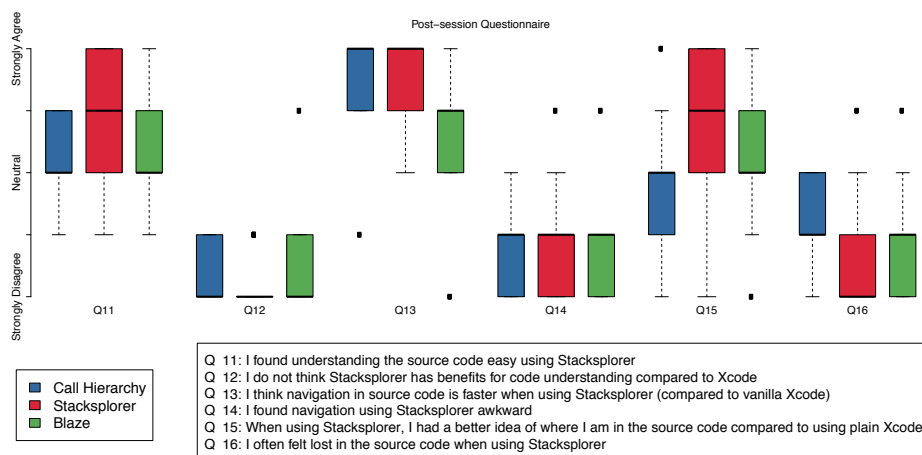 Post-session Questionnaire
Strongly Agree
Neutral
Strongly Disagree
Q11 Q12 Q13 Q14 Q15 Q16
Call Hierarchy
Stacksplorer
Blaze
Q 11: I found understanding the source code easy using Stacksplorer
Q 12: I do not think Stacksplorer has benefits for code understanding compared to Xcode
Q 13: I think navigation in source code is faster when using Stacksplorer (compared to vanilla Xcode)
Q 14: I found navigation using Stacksplorer awkward
Q 15: When using Stacksplorer, I had a better idea of where I am in the source code compared to using plain Xcode
Q 16: I often felt lost in the source code when using Stacksplorer